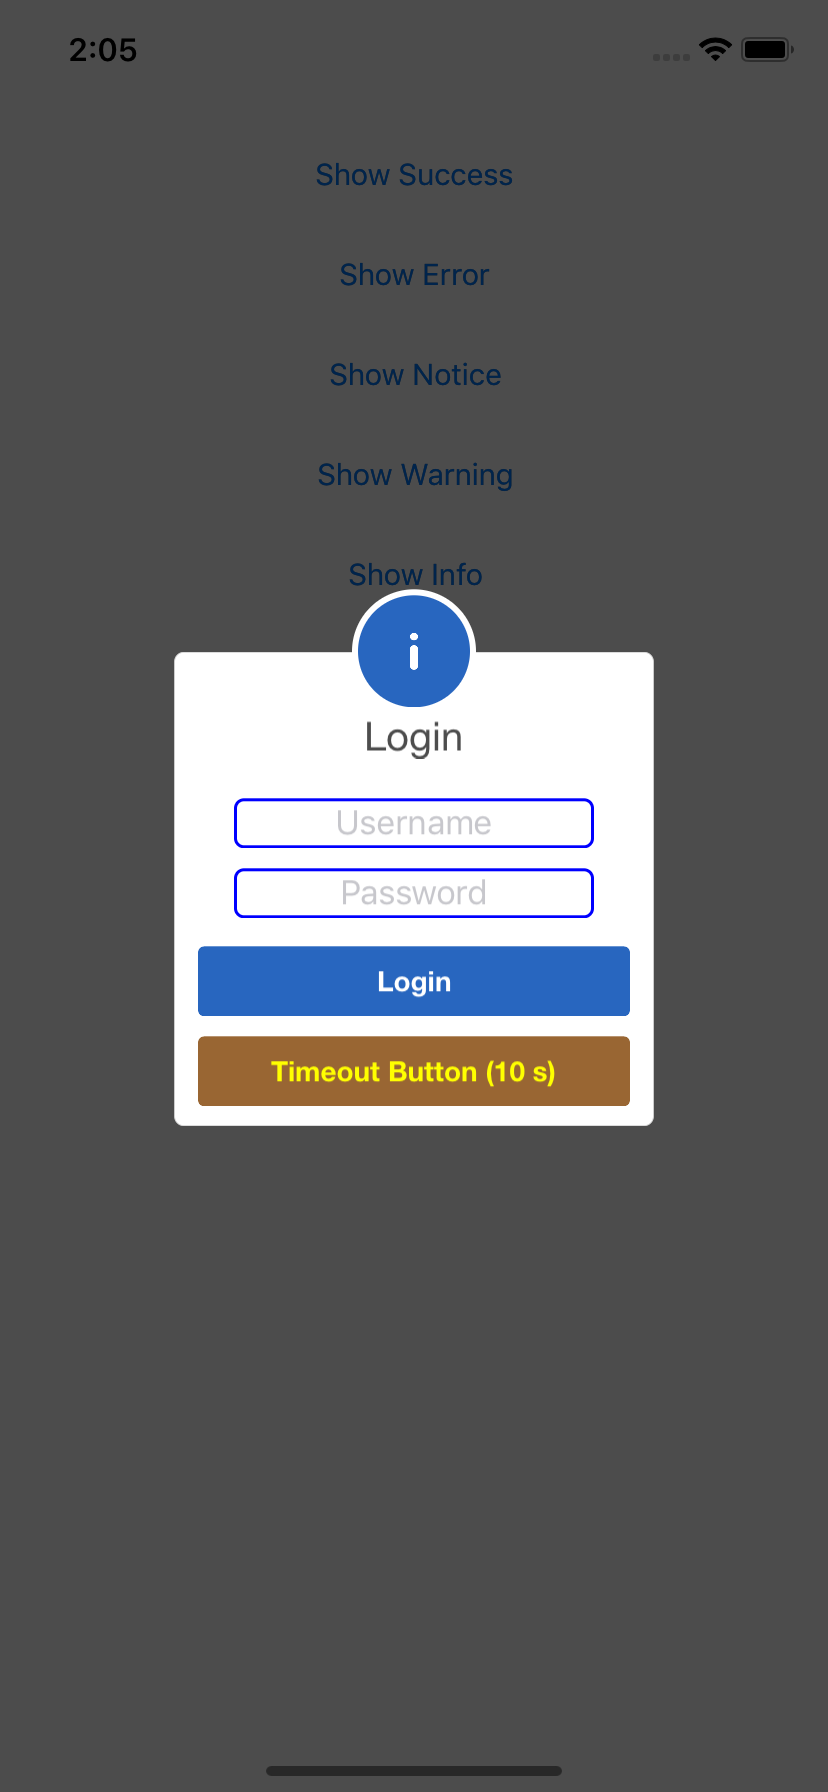 2:05
Show Success
Show Error
Show Notice
Show Warning
Show Info
Login
Username
Password
Login
Timeout Button (10 s)